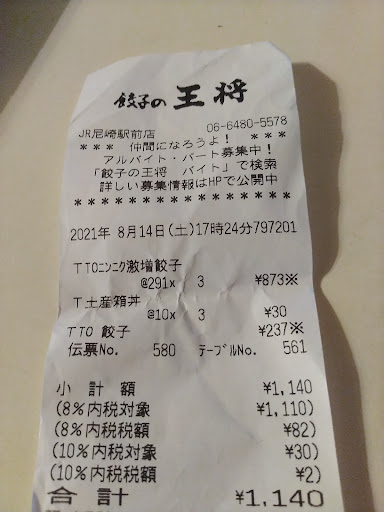 餃子の王将
JR尼崎駅前店 06-6480-5578
*** 仲間になろうよ! ***
アルバイト・パート募集中!
「餃子の王将 バイト」で検索
詳しい募集情報はHPで公開中
*****************
2021年 8月14日(土)17時24分797201
TTOニンニク激増餃子
@291x 3 ¥873※
T土産箱丼
@10x 3 ¥30
TTO 餃子 ¥237※
伝票No. 580 テーブルNo. 561
小計額 ¥1,140
(8%内税対象 ¥1,110)
(8%内税税額 ¥82)
(10%内税対象 ¥30)
(10%内税税額 ¥2)
合計 ¥1,140